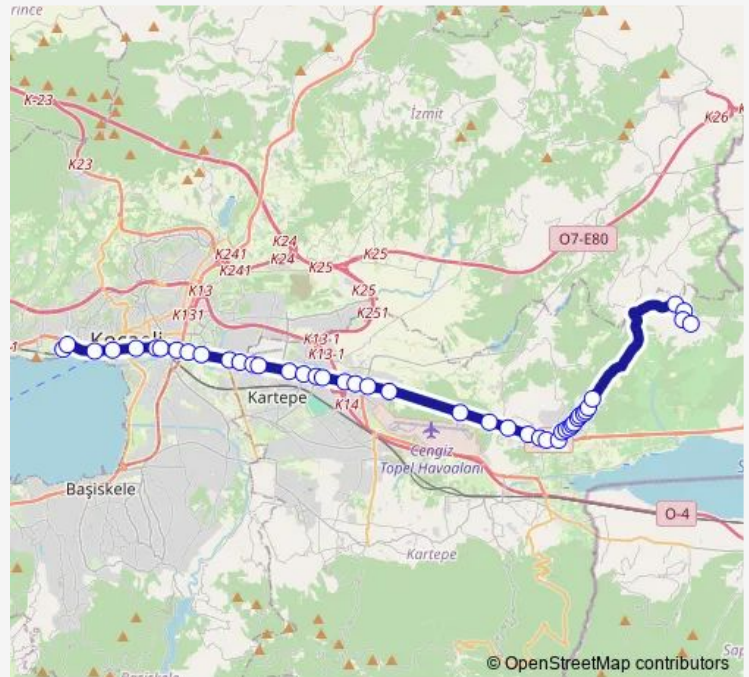 rince
K-23
K23
İzmit
K26
K24
K241
K24
K241
K25
K25
O7-E80
K13
K25
K131
K251
Kocaeli
K13-1
K13-1
Kartepe
K14
Cengiz
Topel Havaalanı
Başiskele
O-4
Kartepe
Sap
© OpenStreetMap contributors